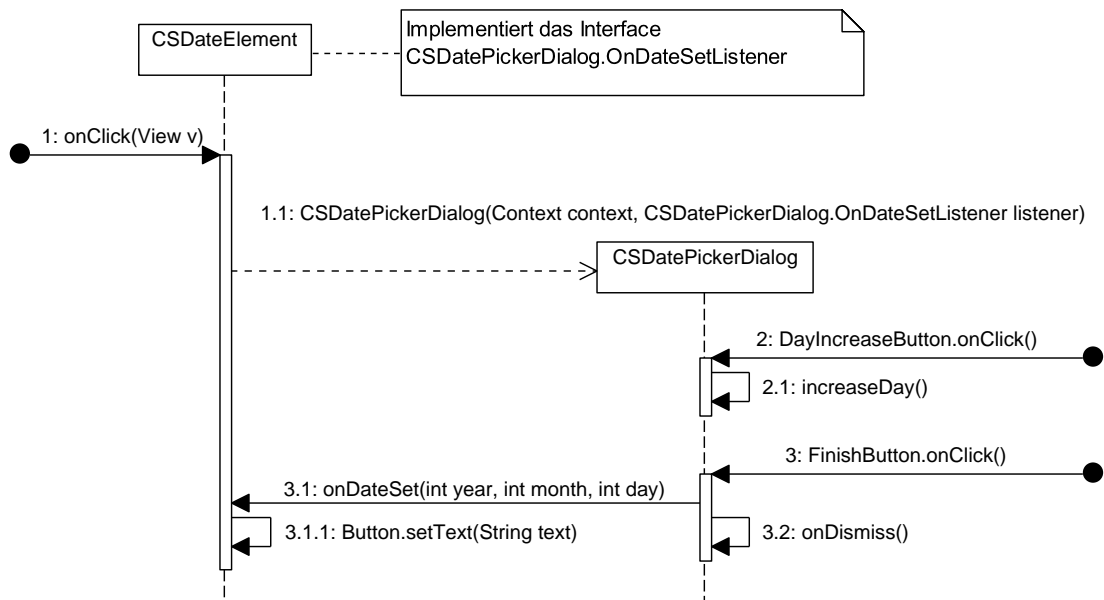 CSDateElement
Implementiert das Interface
CSDatePickerDialog.OnDateSetListener
1: onClick(View v)
1.1: CSDatePickerDialog(Context context, CSDatePickerDialog.OnDateSetListener listener)
CSDatePickerDialog
2: DayIncreaseButton.onClick()
2.1: increaseDay()
3: FinishButton.onClick()
3.1: onDateSet(int year, int month, int day)
3.1.1: Button.setText(String text)
3.2: onDismiss()